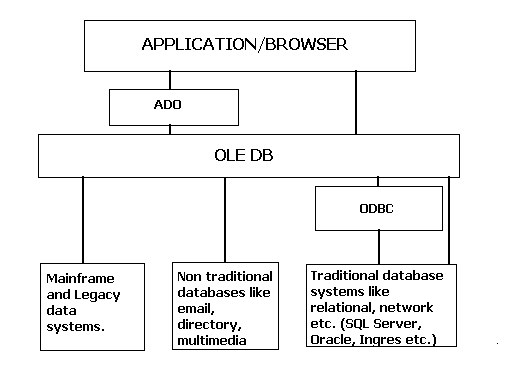 APPLICATION/BROWSER
ADO
OLE DB
ODBC
Mainframe
and Legacy
data
systems.
Non traditional
databases like
email,
directory,
multimedia
Traditional database
systems like
relational, network
etc. (SQL Server,
Oracle, Ingres etc.)